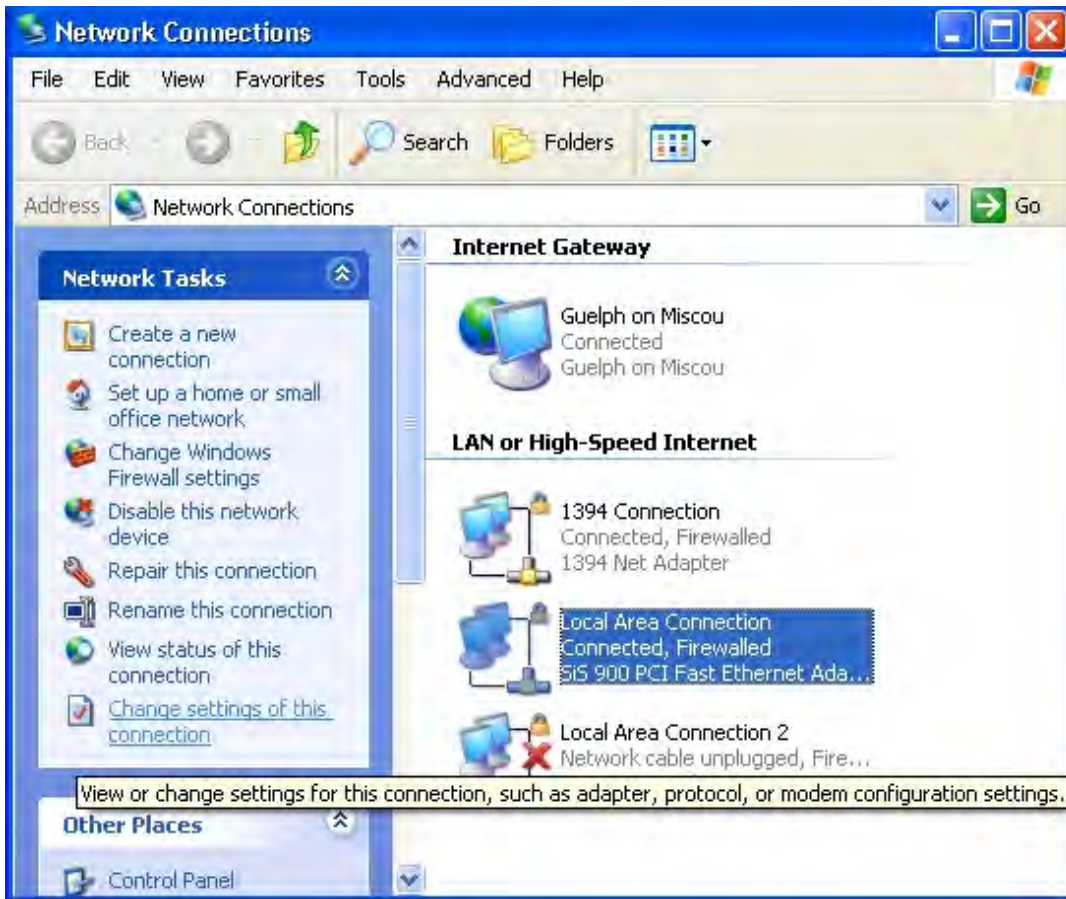 Network Connections
File Edit View Favorites Tools Advanced Help
Back Search Folders
Address Network Connections Go
Network Tasks
Create a new
connection
Set up a home or small
office network
Change Windows
Firewall settings
Disable this network
device
Repair this connection
Rename this connection
View status of this
connection
Change settings of this
connection
View or change settings for this connection, such as adapter, protocol, or modem configuration settings.
Other Places
Control Panel
Internet Gateway
Guelph on Miscou
Connected
Guelph on Miscou
LAN or High-Speed Internet
1394 Connection
Connected, Firewalled
1394 Net Adapter
Local Area Connection
Connected, Firewalled
SiS 900 PCI Fast Ethernet Ada...
Local Area Connection 2
Network cable unplugged, Fire...